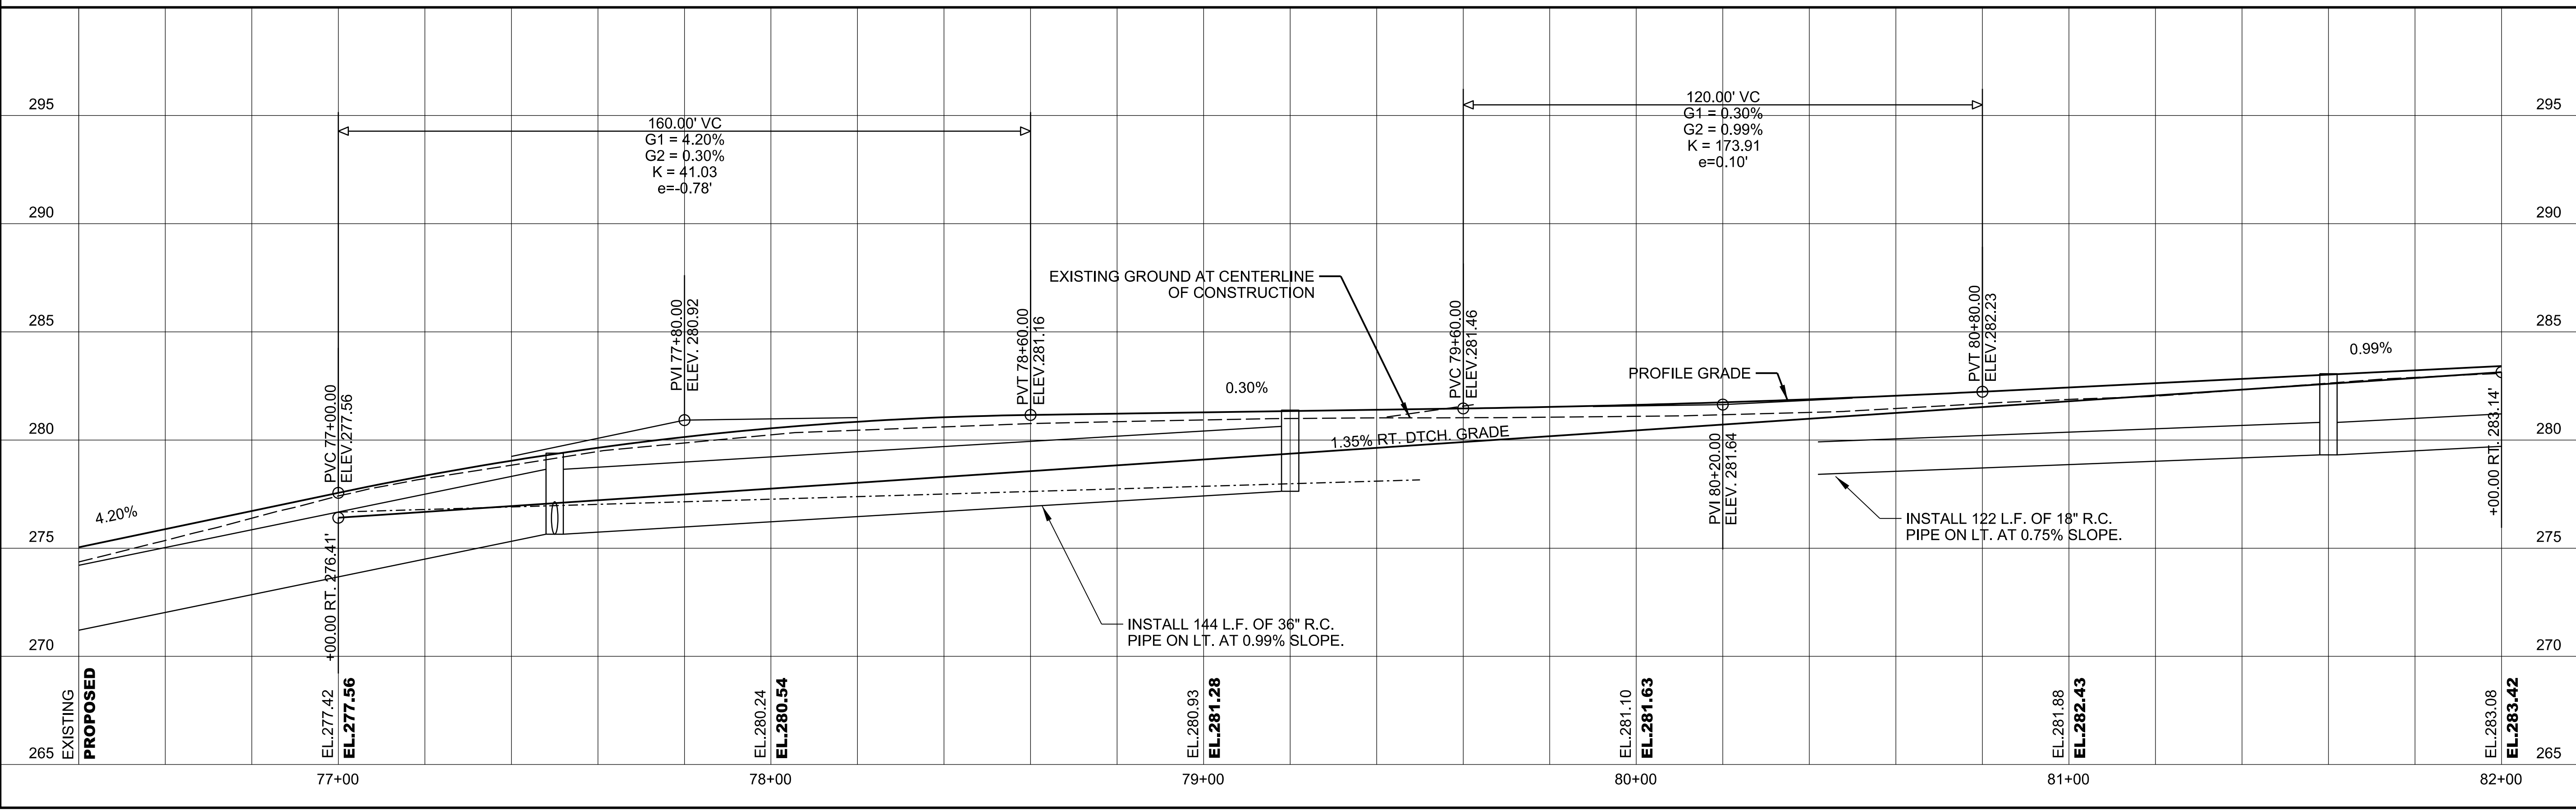 295
295
160.00' VC
G1 = 4.20%
G2 = 0.30%
K = 41.03
e=-0.78'
120.00' VC
G1 = 0.30%
G2 = 0.99%
K = 173.91
e=0.10'
290
290
EXISTING GROUND AT CENTERLINE
OF CONSTRUCTION
285
285
PVC 77+00.00
ELEV.277.56
PVI 77+80.00
ELEV. 280.92
PVT 78+60.00
ELEV.281.16
PVC 79+60.00
ELEV.281.46
PVT 80+80.00
ELEV.282.23
0.30%
PROFILE GRADE
0.99%
280
280
1.35% RT. DTCH. GRADE
PVI 80+20.00
ELEV. 281.64
4.20%
+00.00 RT. 276.41'
+00.00 RT. 283.14'
INSTALL 122 L.F. OF 18" R.C.
PIPE ON LT. AT 0.75% SLOPE.
275
275
INSTALL 144 L.F. OF 36" R.C.
PIPE ON LT. AT 0.99% SLOPE.
270
270
EXISTING
PROPOSED
EL.277.42
EL.277.56
EL.280.24
EL.280.54
EL.280.93
EL.281.28
EL.281.10
EL.281.63
EL.281.88
EL.282.43
EL.283.08
EL.283.42
265
265
77+00
78+00
79+00
80+00
81+00
82+00